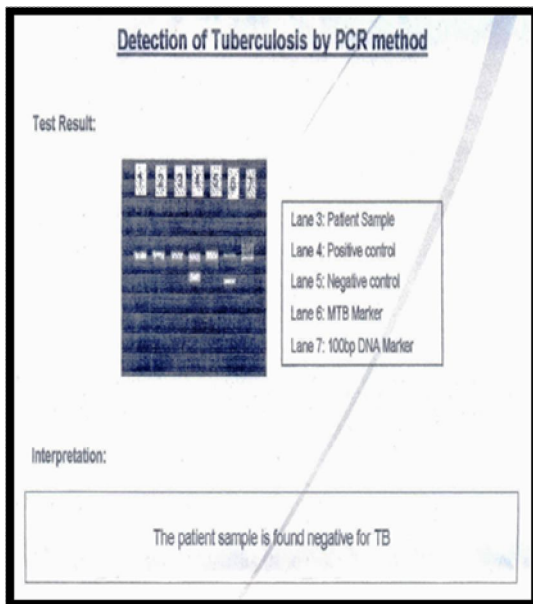 Detection of Tuberculosis by PCR method
Test Result:
1 2 3 4 5 6 7
Lane 3: Patient Sample
Lane 4: Positive control
Lane 5: Negative control
Lane 6: MTB Marker
Lane 7: 100bp DNA Marker
Interpretation:
The patient sample is found negative for TB